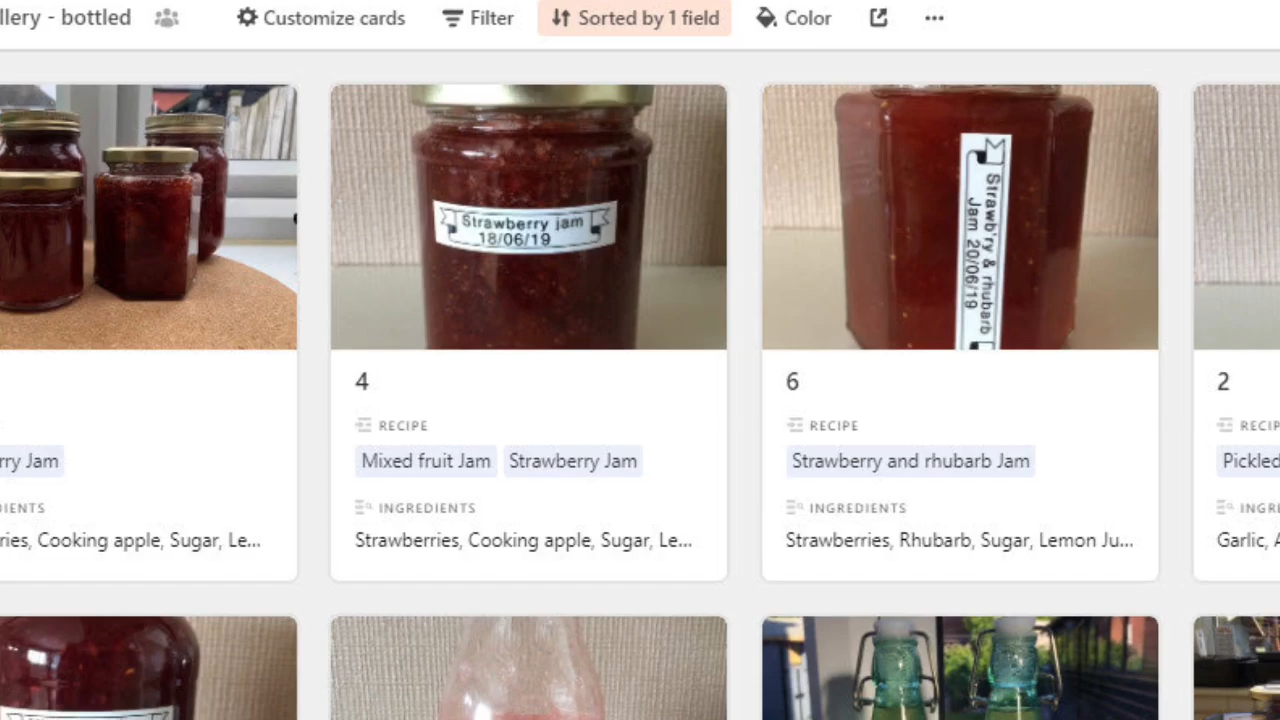 llery - bottled
Customize cards
Filter
Sorted by 1 field
Color
...
Strawberry jam
18/06/19
Strawb'ry & rhubarb
Jam 20/06/19
4
6
2
RECIPE
RECIPE
RECIP
rry Jam
Mixed fruit Jam
Strawberry Jam
Strawberry and rhubarb Jam
Pickled
DIENTS
INGREDIENTS
INGREDIENTS
INGRE
ries, Cooking apple, Sugar, Le...
Strawberries, Cooking apple, Sugar, Le...
Strawberries, Rhubarb, Sugar, Lemon Ju...
Garlic, A